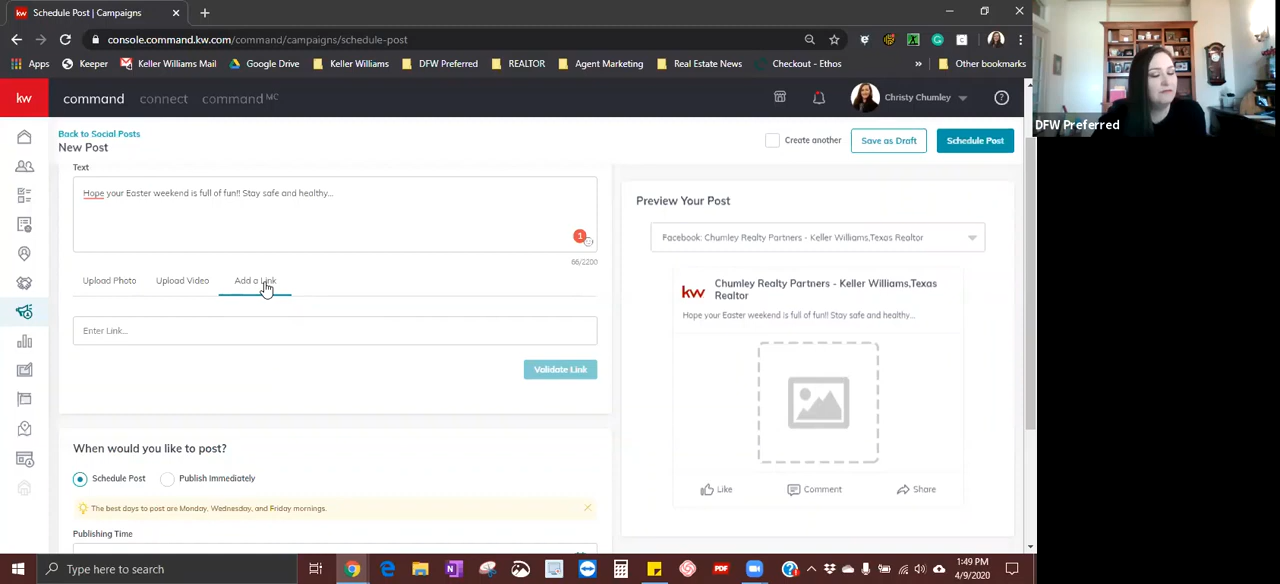 Schedule Post | Campaigns
console.command.kw.com/command/campaigns/schedule-post
Apps Keeper Keller Williams Mail Google Drive Keller Williams DFW Preferred REALTOR Agent Marketing Real Estate News Checkout - Ethos » Other bookmarks
kw command connect command MC Christy Chumley
DFW Preferred
Back to Social Posts
New Post
Create another Save as Draft Schedule Post
Text
Hope your Easter weekend is full of fun!! Stay safe and healthy...
1
66/2200
Upload Photo Upload Video Add a Link
Enter Link...
Validate Link
Preview Your Post
Facebook: Chumley Realty Partners - Keller Williams,Texas Realtor
kw Chumley Realty Partners - Keller Williams,Texas
Realtor
Hope your Easter weekend is full of fun!! Stay safe and healthy...
Like Comment Share
When would you like to post?
Schedule Post Publish Immediately
The best days to post are Monday, Wednesday, and Friday mornings.
Publishing Time
Type here to search
PDF
1:49 PM
4/9/2020